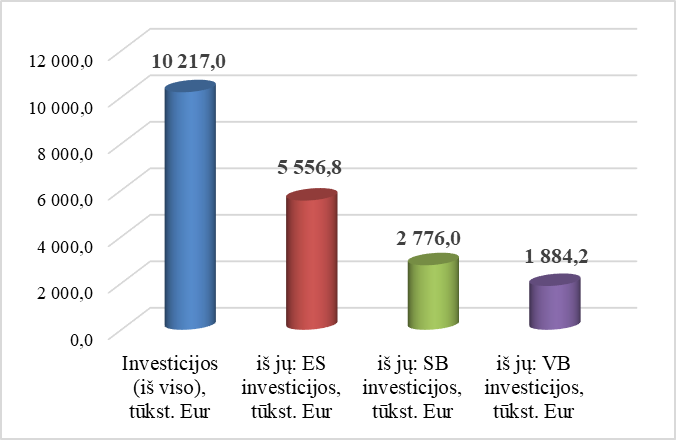 12 000,0
10 000,0
8 000,0
6 000,0
4 000,0
2 000,0
0,0
10 217,0
5 556,8
2 776,0
1 884,2
Investicijos
(iš viso),
tūkst. Eur
iš jų: ES
investicijos,
tūkst. Eur
iš jų: SB
investicijos,
tūkst. Eur
iš jų: VB
investicijos,
tūkst. Eur